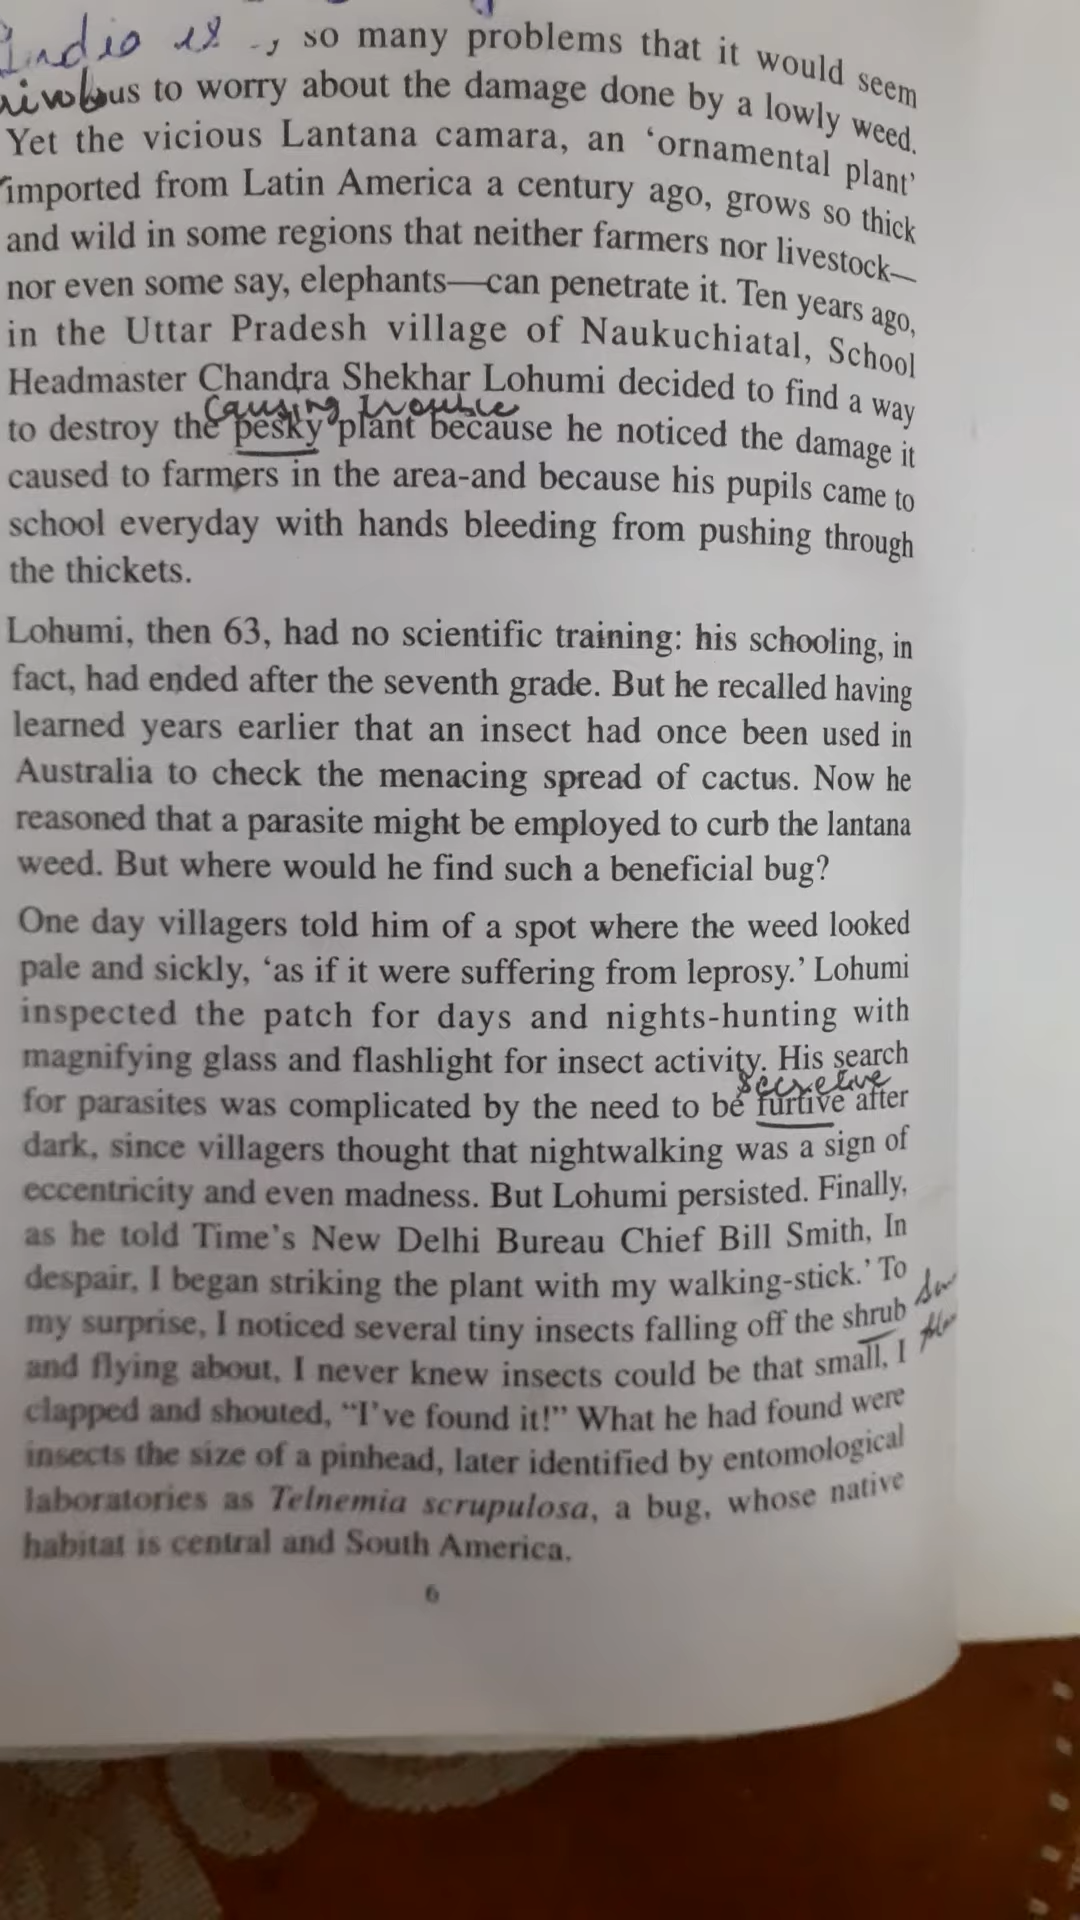 India is , so many problems that it would seem
to worry about the damage done by a lowly weed.
Yet the vicious Lantana camara, an ‘ornamental plant’
imported from Latin America a century ago, grows so thick
and wild in some regions that neither farmers nor livestock—
nor even some say, elephants—can penetrate it. Ten years ago,
in the Uttar Pradesh village of Naukuchiatal, School
Headmaster Chandra Shekhar Lohumi decided to find a way
causing trouble
to destroy the pesky plant because he noticed the damage it
caused to farmers in the area-and because his pupils came to
school everyday with hands bleeding from pushing through
the thickets.
Lohumi, then 63, had no scientific training: his schooling, in
fact, had ended after the seventh grade. But he recalled having
learned years earlier that an insect had once been used in
Australia to check the menacing spread of cactus. Now he
reasoned that a parasite might be employed to curb the lantana
weed. But where would he find such a beneficial bug?
One day villagers told him of a spot where the weed looked
pale and sickly, ‘as if it were suffering from leprosy.’ Lohumi
inspected the patch for days and nights-hunting with
magnifying glass and flashlight for insect activity. His search
secretive
for parasites was complicated by the need to be furtive after
dark, since villagers thought that nightwalking was a sign of
eccentricity and even madness. But Lohumi persisted. Finally,
as he told Time’s New Delhi Bureau Chief Bill Smith, In
despair, I began striking the plant with my walking-stick.’ To
my surprise, I noticed several tiny insects falling off the shrub
and flying about, I never knew insects could be that small, I
clapped and shouted, “I’ve found it!” What he had found were
insects the size of a pinhead, later identified by entomological
laboratories as Telnemia scrupulosa, a bug, whose native
habitat is central and South America.
6